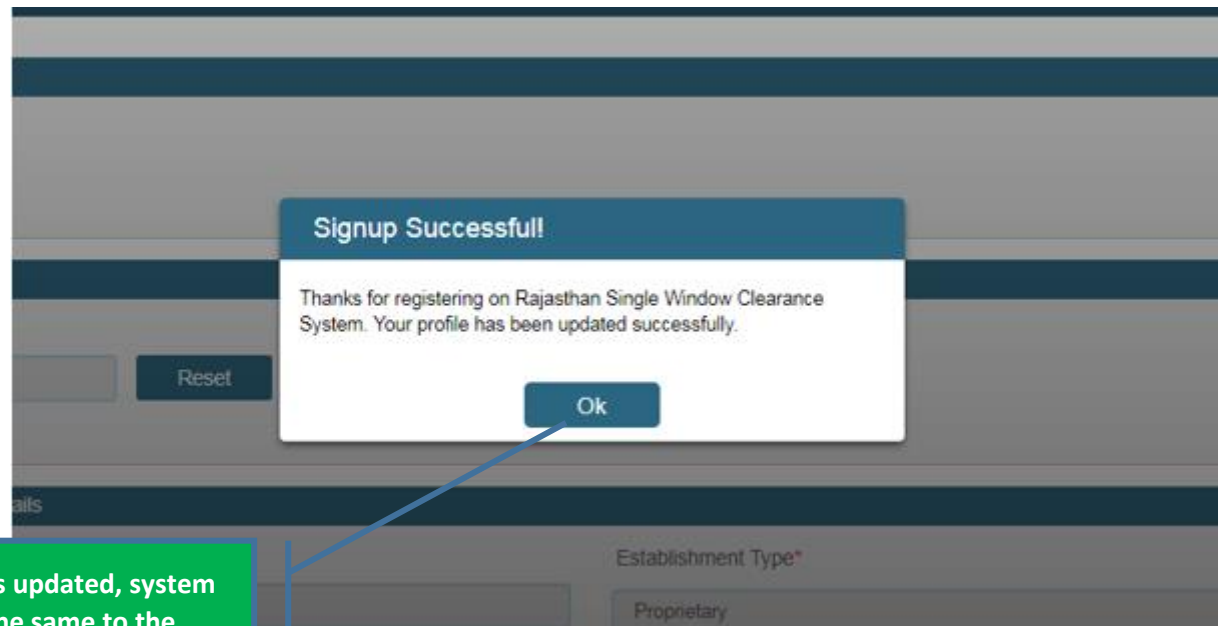 Signup Successful!
Thanks for registering on Rajasthan Single Window Clearance
System. Your profile has been updated successfully.
Reset
Ok
ails
Establishment Type*
Proprietary
s updated, system
same to the